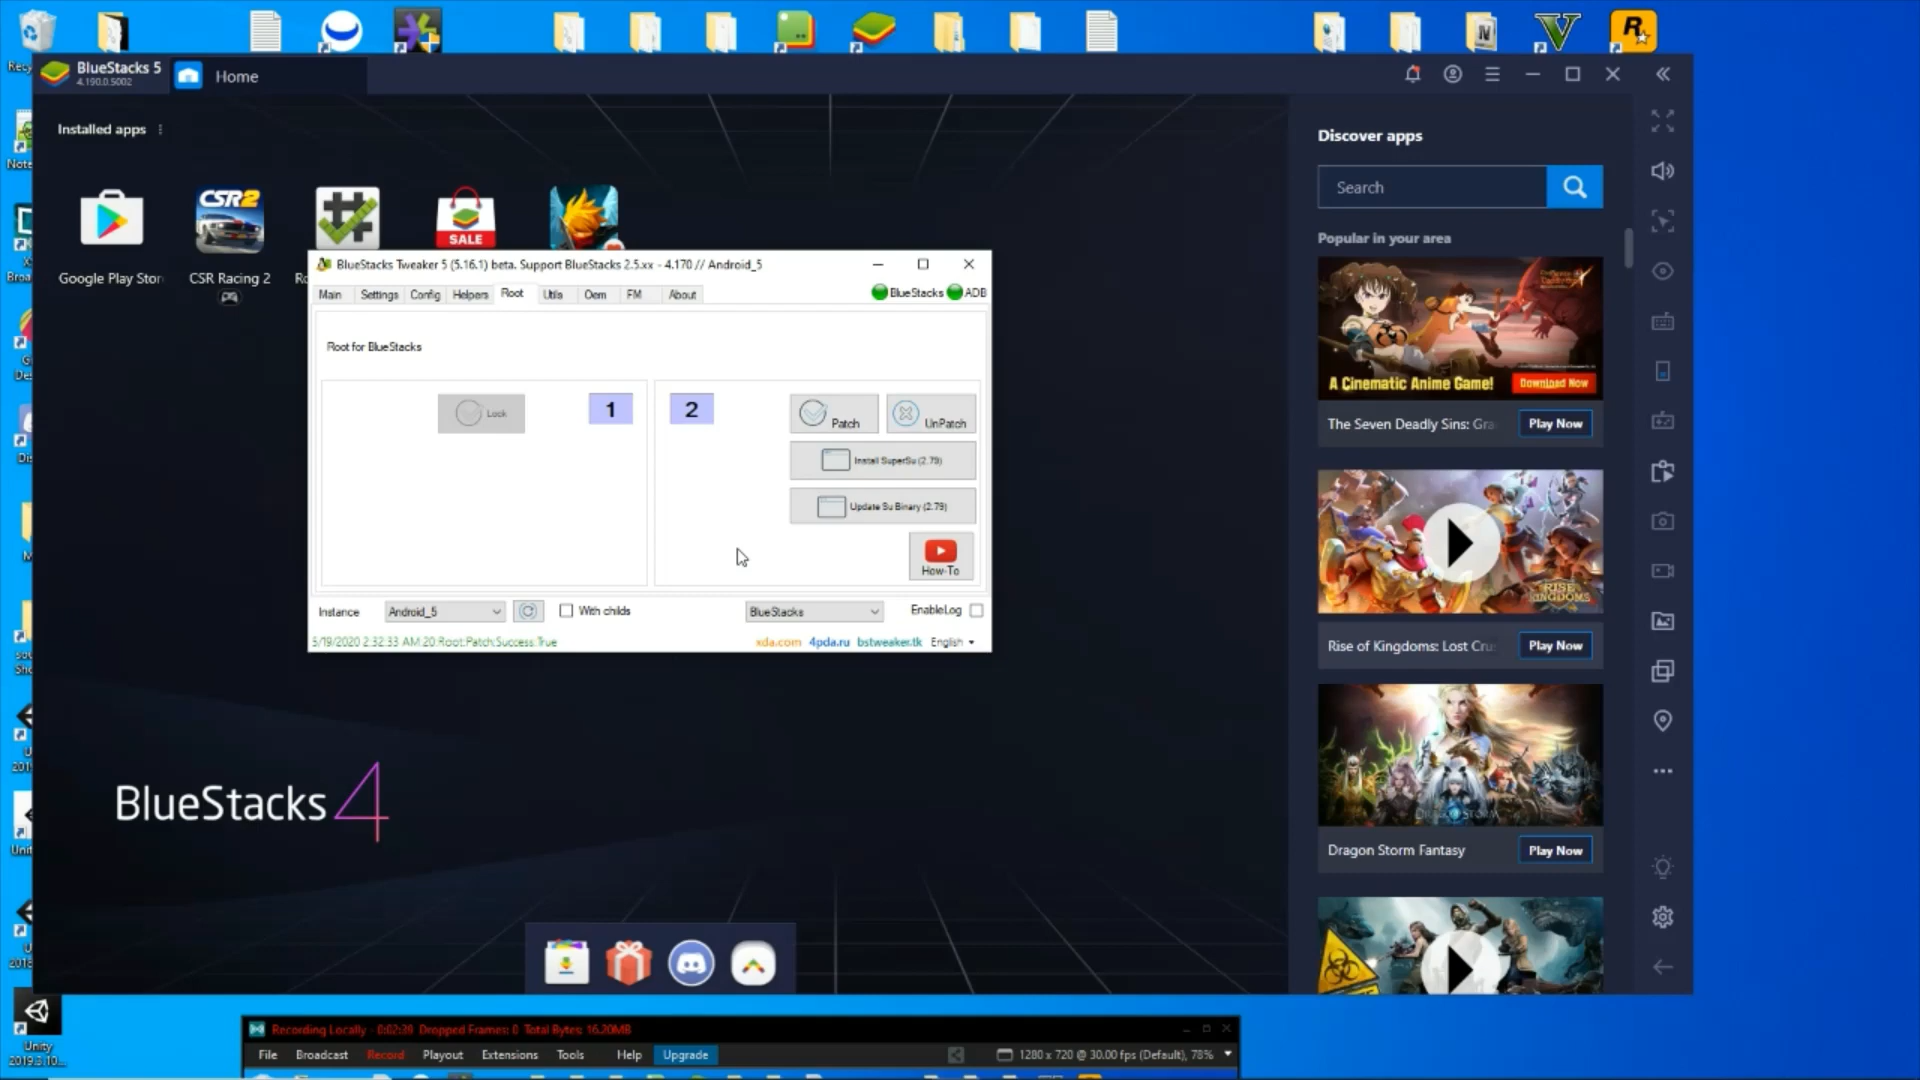 BlueStacks 5
4.190.0.5002
Home
Installed apps
Discover apps
Search
Popular in your area
CSR2
SALE
Google Play Stor
CSR Racing 2
BlueStacks Tweaker 5 (5.16.1) beta. Support BlueStacks 2.5.xx - 4.170 // Android_5
Main
Settings
Config
Helpers
Root
Utils
Oem
FM
About
BlueStacks
ADB
Root for BlueStacks
Lock
1
2
Patch
UnPatch
Install SuperSu (2.79)
Update Su Binary (2.79)
How-To
Instance
Android_5
With childs
BlueStacks
EnableLog
5/19/2020 2:32:33 AM:20:Root:Patch:Success:True
xda.com
4pda.ru
bstweaker.tk
English
A Cinematic Anime Game!
Download Now
The Seven Deadly Sins: Gra
Play Now
RISE
KINGDOMS
Rise of Kingdoms: Lost Cru
Play Now
DRAGON STORM
Dragon Storm Fantasy
Play Now
BlueStacks 4
Unity
2019.3.10...
Recording Locally - 0:02:39 Dropped Frames: 0 Total Bytes: 16.20MB
File
Broadcast
Record
Playout
Extensions
Tools
Help
Upgrade
1280 x 720 @ 30.00 fps (Default), 78%